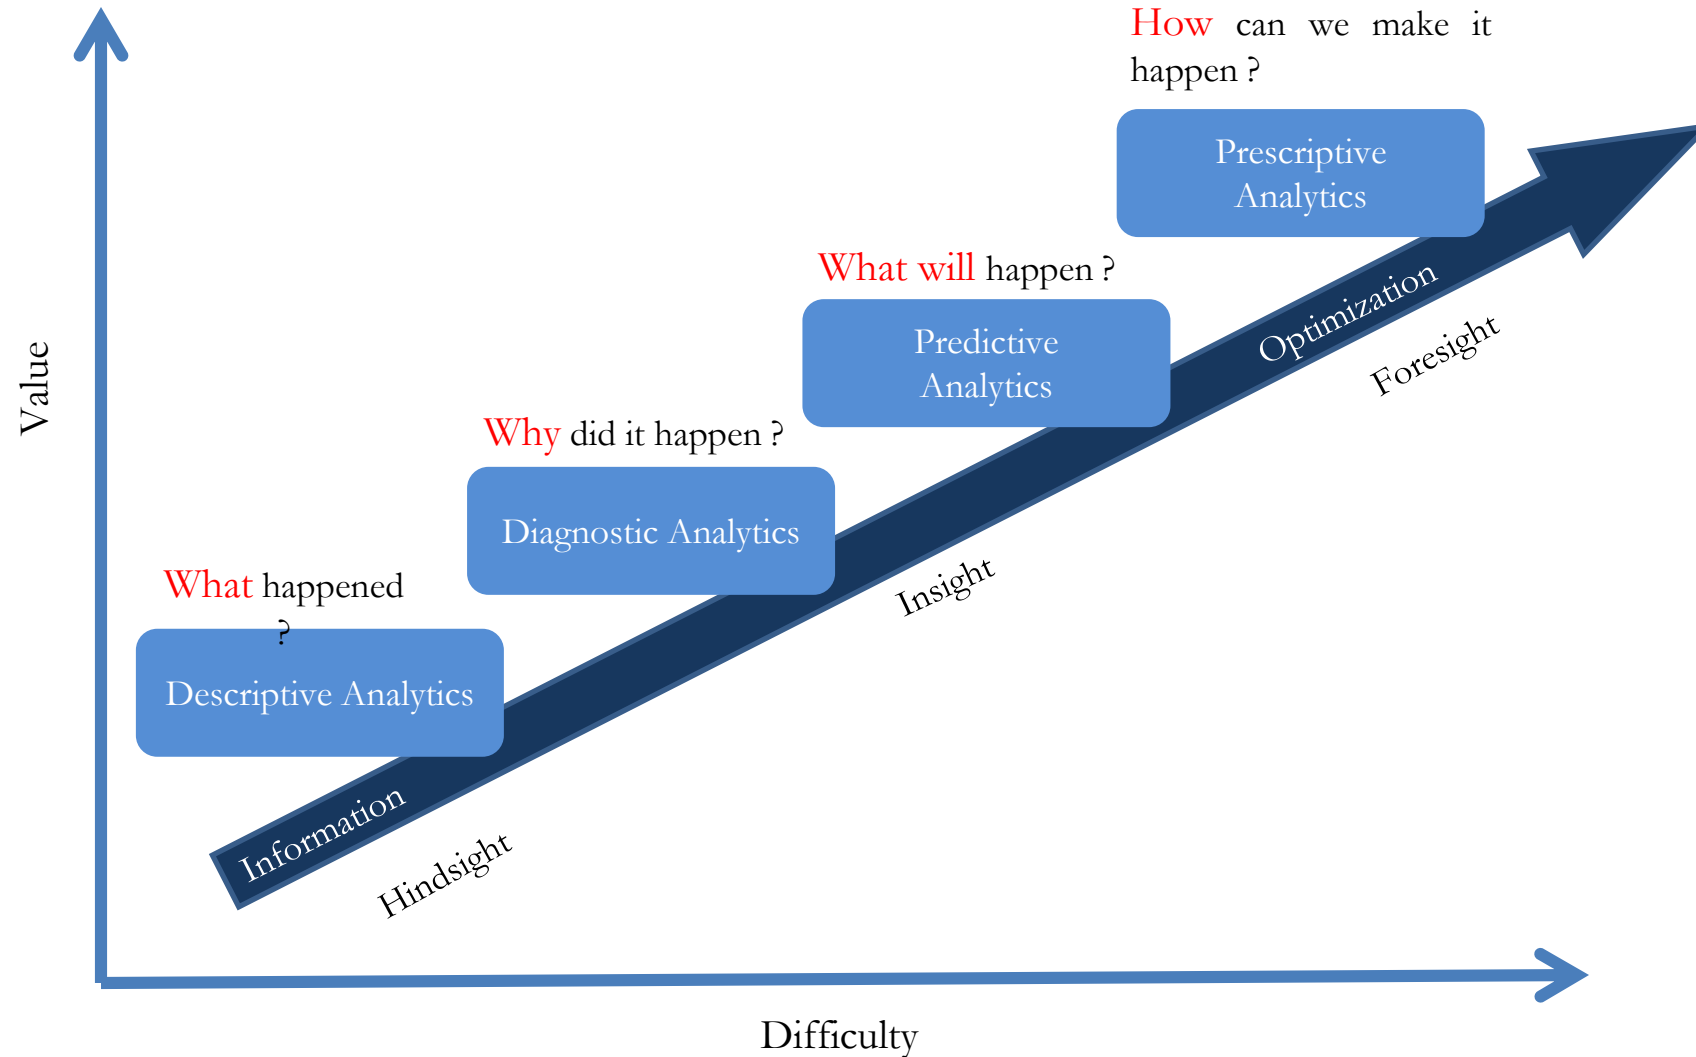 How can we make it
happen ?
Prescriptive
Analytics
What will happen ?
Predictive
Analytics
Optimization
Foresight
Value
Why did it happen ?
Diagnostic Analytics
Insight
What happened
?
Descriptive Analytics
Information
Hindsight
Difficulty